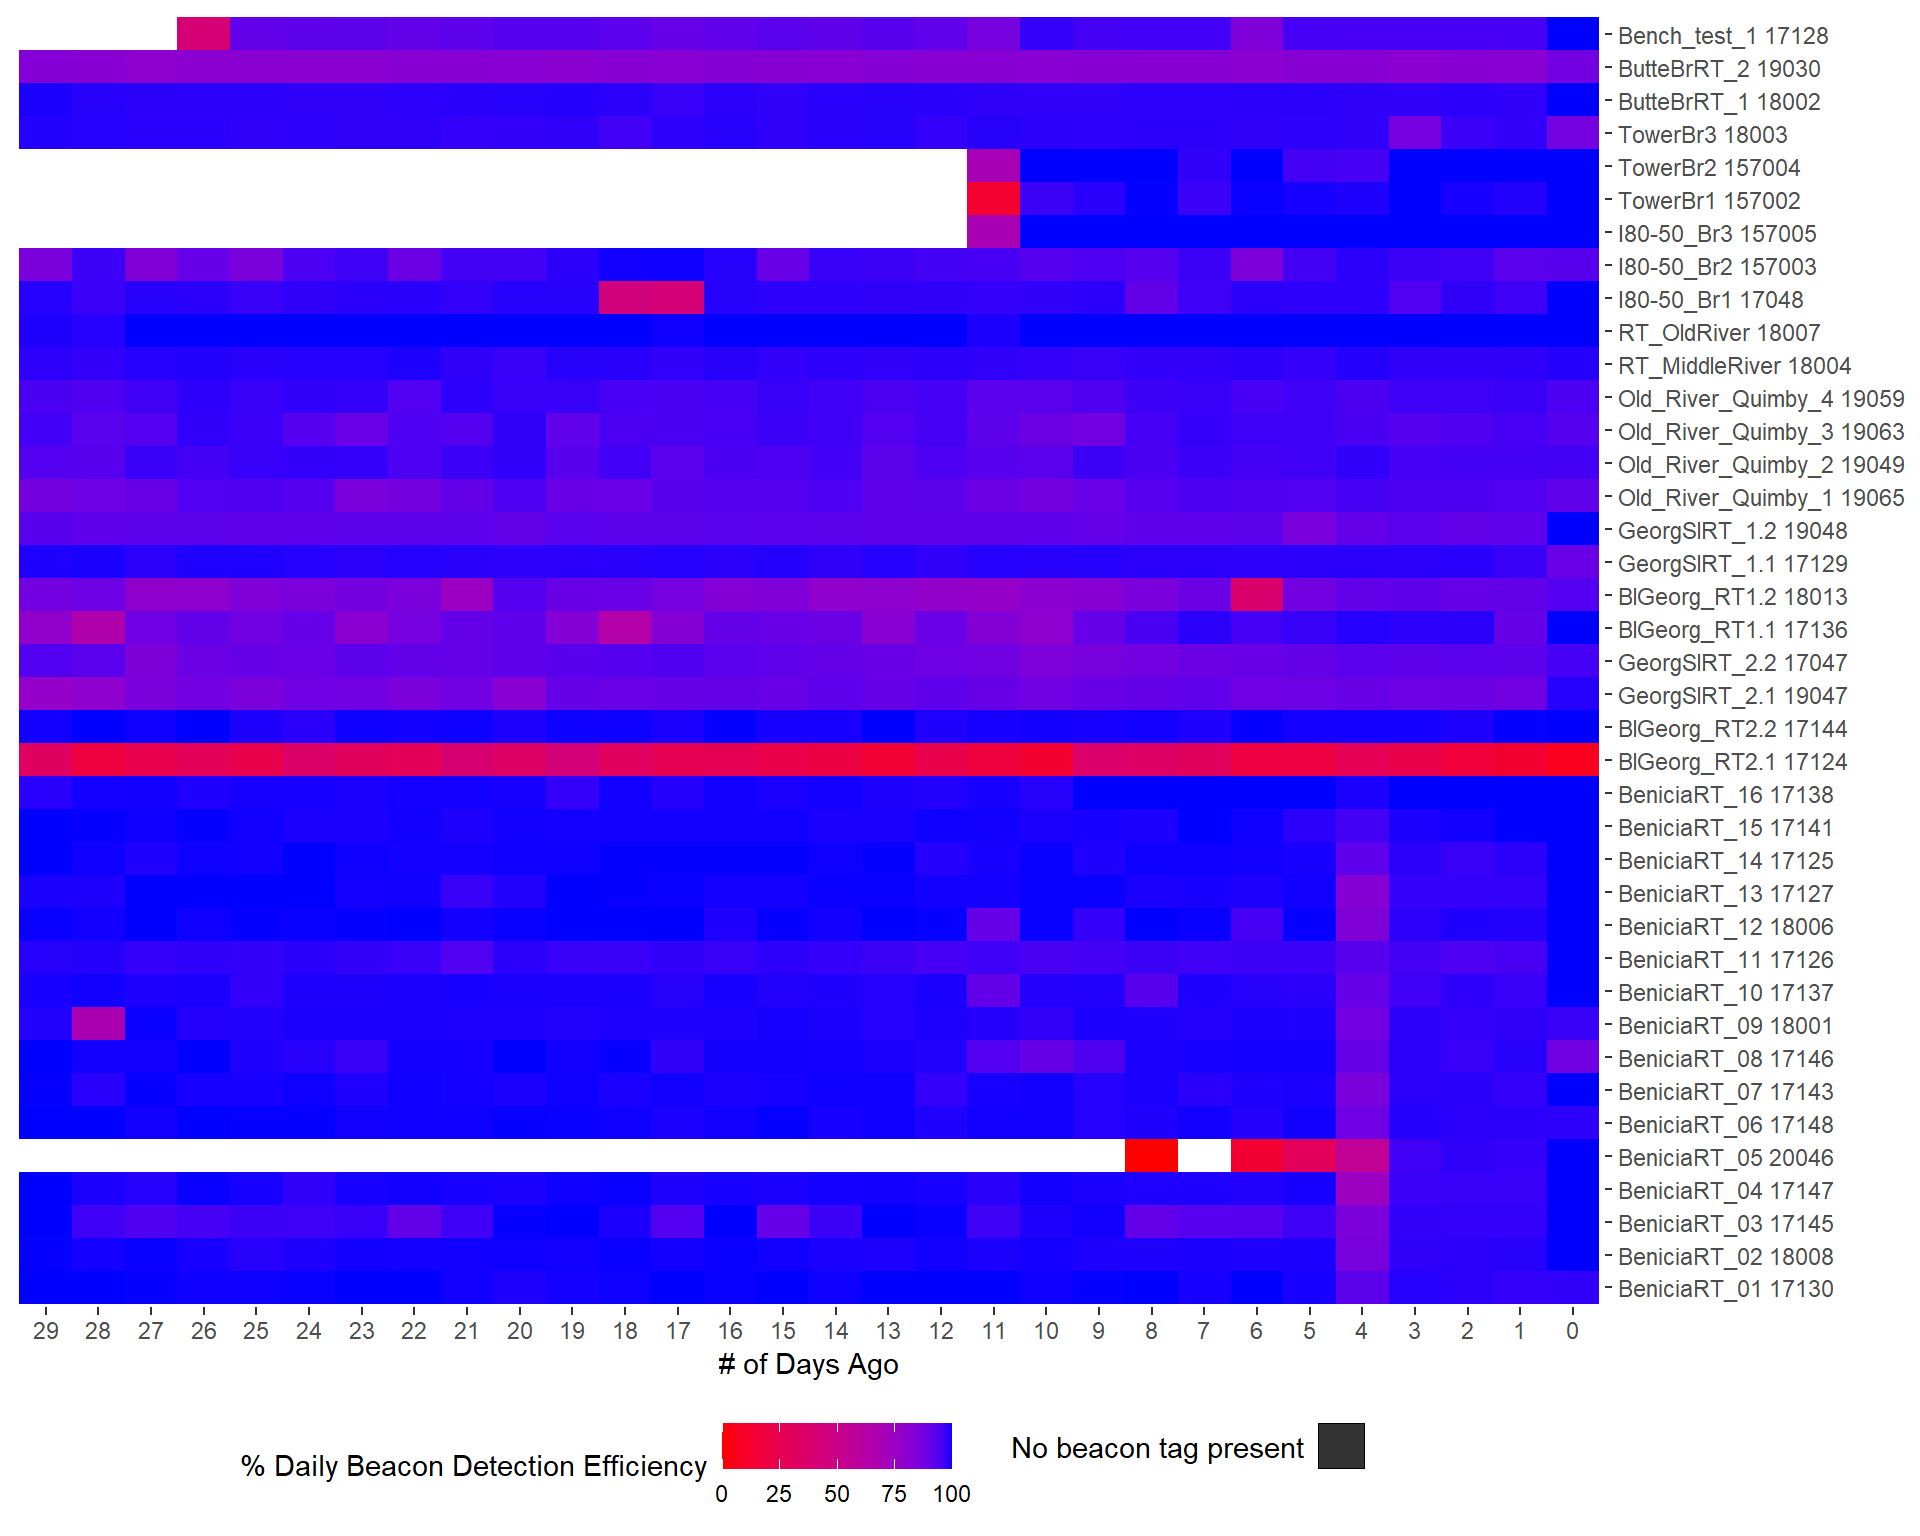 Bench_test_1 17128
ButteBrRT_2 19030
ButteBrRT_1 18002
TowerBr3 18003
TowerBr2 157004
TowerBr1 157002
I80-50_Br3 157005
I80-50_Br2 157003
I80-50_Br1 17048
RT_OldRiver 18007
RT_MiddleRiver 18004
Old_River_Quimby_4 19059
Old_River_Quimby_3 19063
Old_River_Quimby_2 19049
Old_River_Quimby_1 19065
GeorgSlRT_1.2 19048
GeorgSlRT_1.1 17129
BlGeorg_RT1.2 18013
BlGeorg_RT1.1 17136
GeorgSlRT_2.2 17047
GeorgSlRT_2.1 19047
BlGeorg_RT2.2 17144
BlGeorg_RT2.1 17124
BeniciaRT_16 17138
BeniciaRT_15 17141
BeniciaRT_14 17125
BeniciaRT_13 17127
BeniciaRT_12 18006
BeniciaRT_11 17126
BeniciaRT_10 17137
BeniciaRT_09 18001
BeniciaRT_08 17146
BeniciaRT_07 17143
BeniciaRT_06 17148
BeniciaRT_05 20046
BeniciaRT_04 17147
BeniciaRT_03 17145
BeniciaRT_02 18008
BeniciaRT_01 17130
29 28 27 26 25 24 23 22 21 20 19 18 17 16 15 14 13 12 11 10 9 8 7 6 5 4 3 2 1 0
# of Days Ago
% Daily Beacon Detection Efficiency
0 25 50 75 100
No beacon tag present